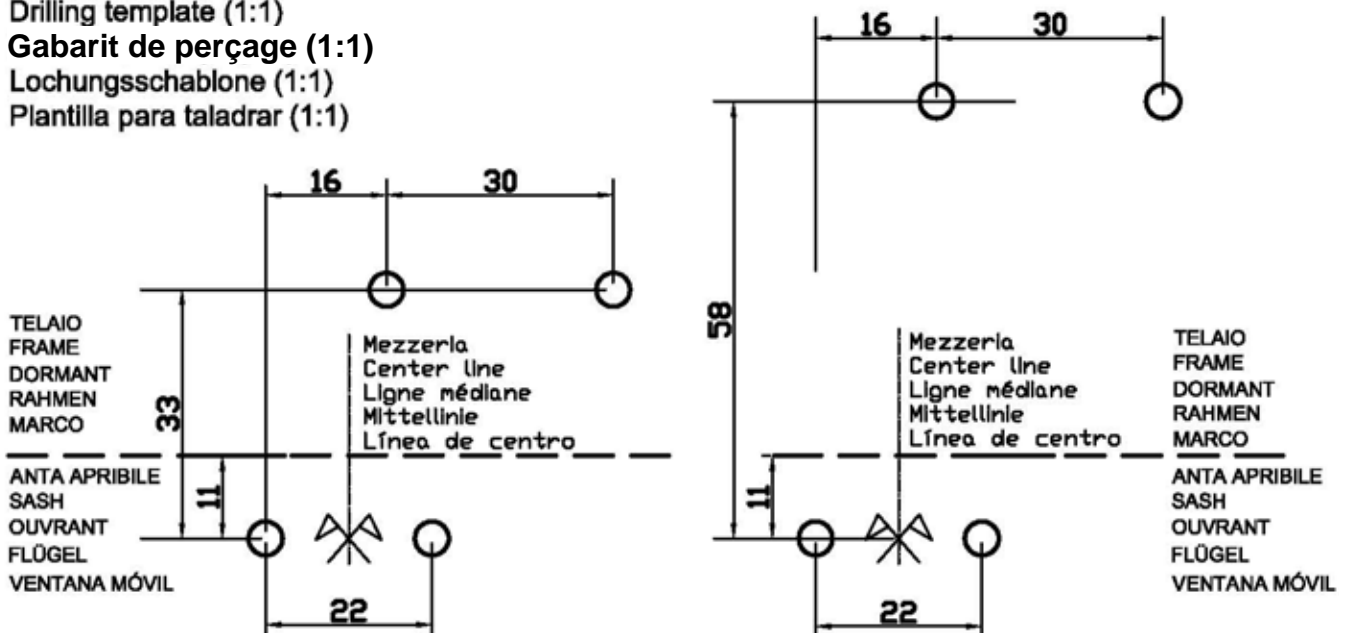 Drilling template (1:1)
Gabarit de perçage (1:1)
Lochungsschablone (1:1)
Plantilla para taladrar (1:1)
16
30
33
11
22
TELAIO
FRAME
DORMANT
RAHMEN
MARCO
Mezzeria
Center line
Ligne médiane
Mittellinie
Línea de centro
ANTA APRIBILE
SASH
OUVRANT
FLÜGEL
VENTANA MÓVIL
16
30
58
11
22
Mezzeria
Center line
Ligne médiane
Mittellinie
Línea de centro
TELAIO
FRAME
DORMANT
RAHMEN
MARCO
ANTA APRIBILE
SASH
OUVRANT
FLÜGEL
VENTANA MÓVIL